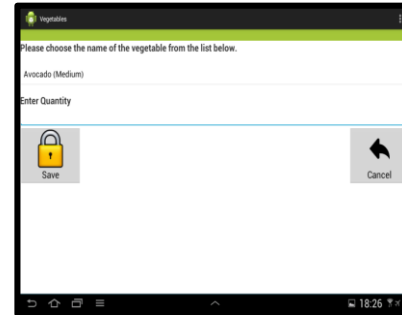 Vegetables
Please choose the name of the vegetable from the list below.
Avocado (Medium)
Enter Quantity
Save
Cancel
18:26